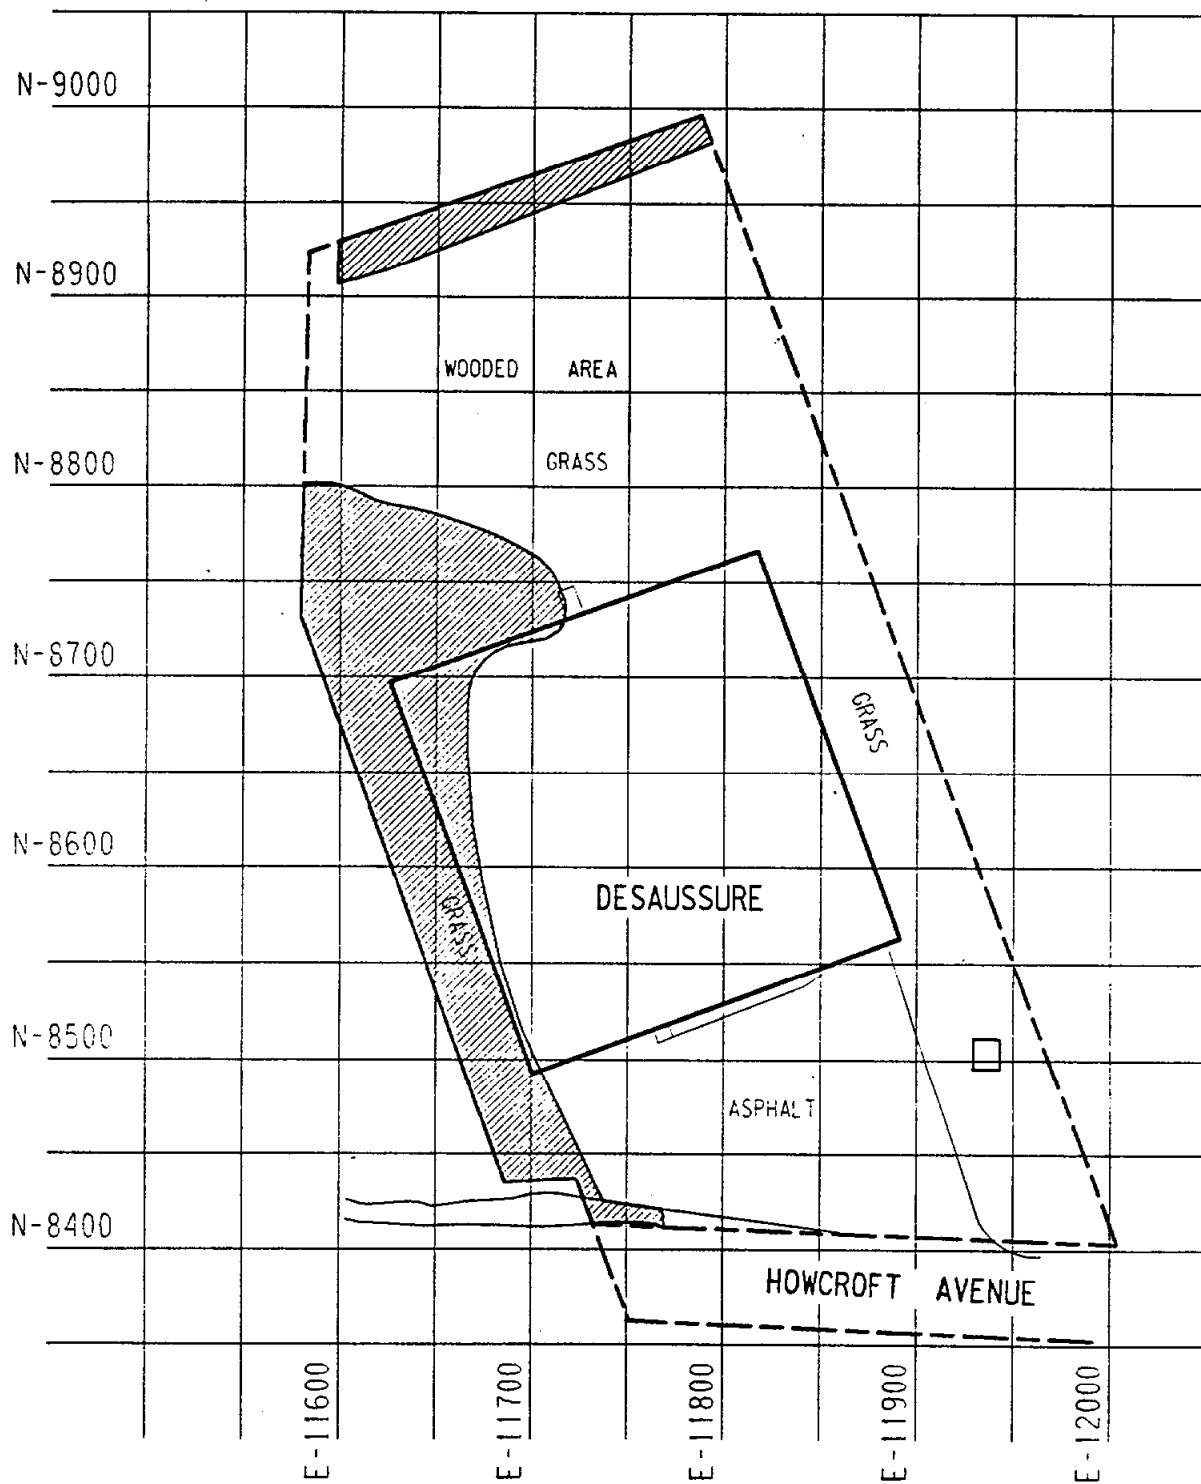 N-9000
N-8900
WOODED AREA
N-8800
GRASS
N-8700
GRASS
N-8600
DESAUSSURE
GRASS
N-8500
ASPHALT
N-8400
HOWCROFT AVENUE
E-11600
E-11700
E-11800
E-11900
E-12000